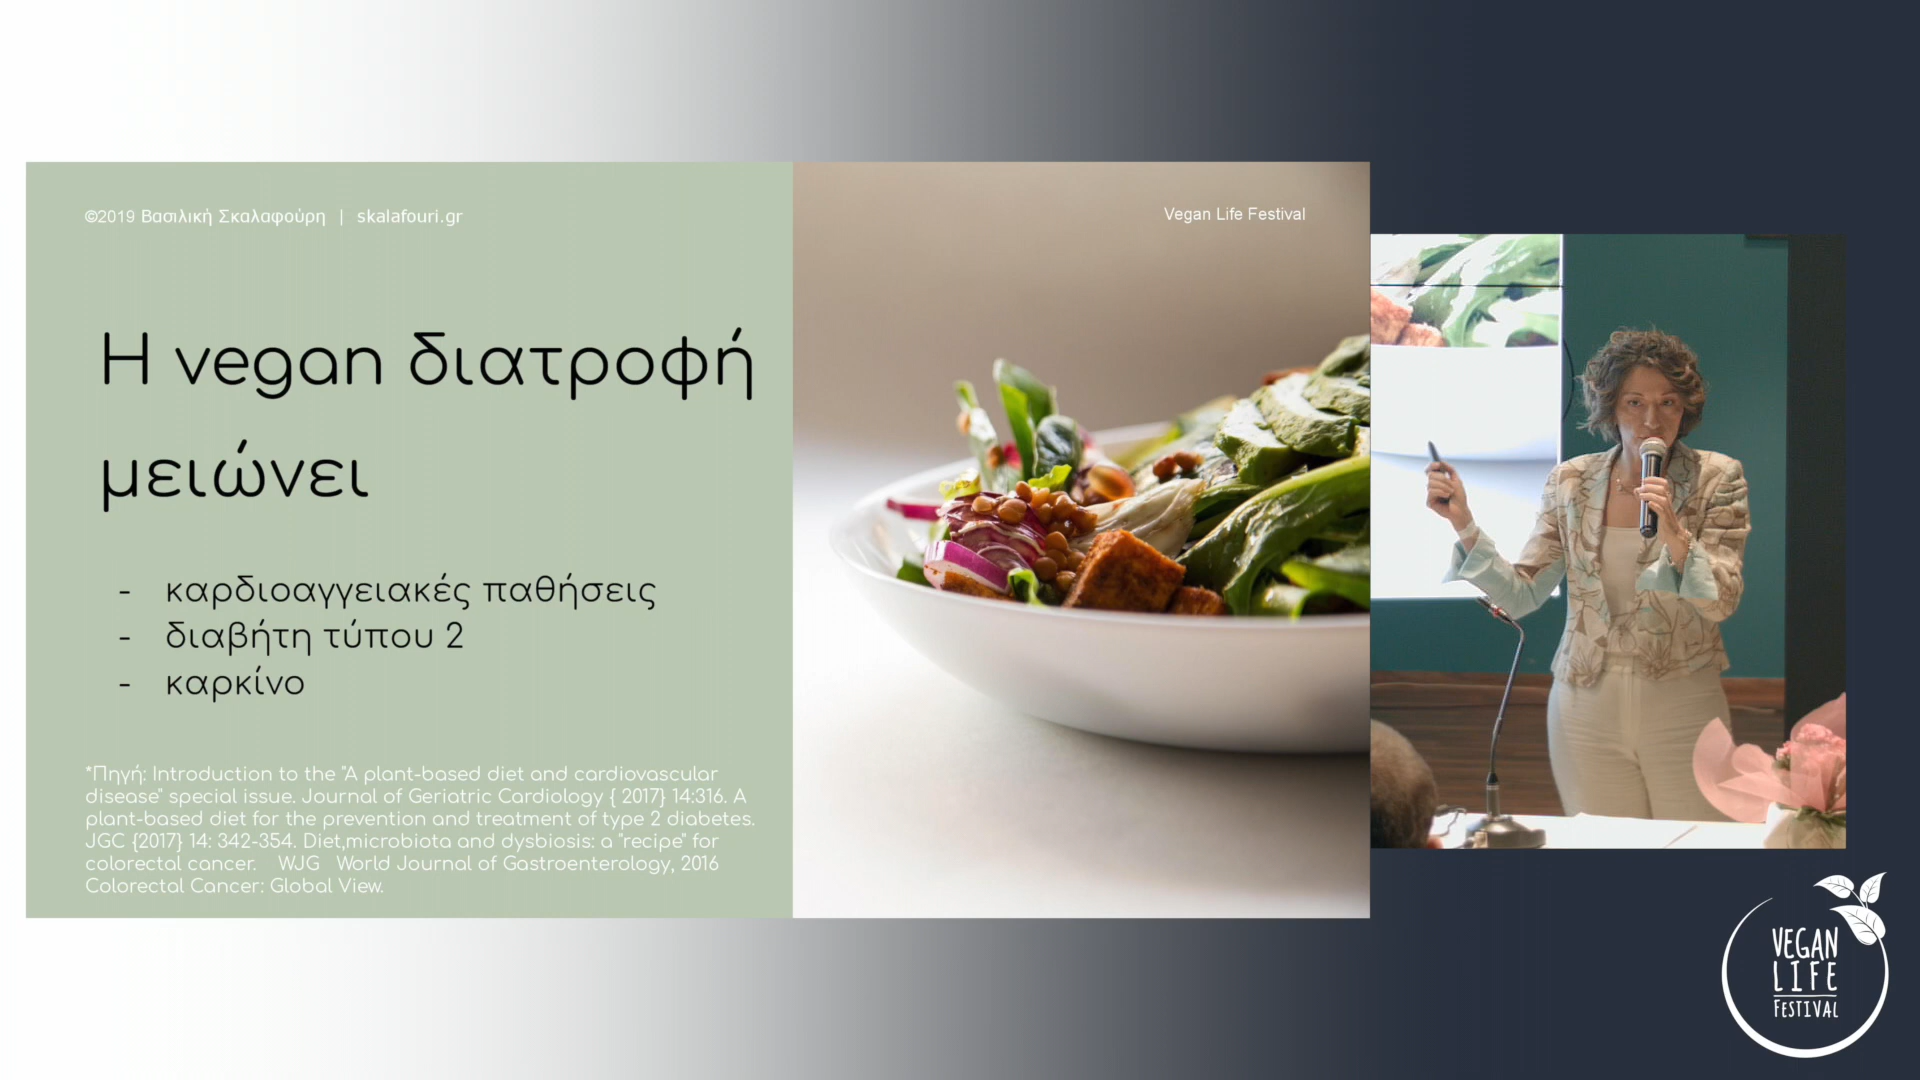 ©2019 Βασιλική Σκαλαφούρη | skalafouri.gr
Vegan Life Festival
Η vegan διατροφή
μειώνει
- καρδιοαγγειακές παθήσεις
- διαβήτη τύπου 2
- καρκίνο
*Πηγή: Introduction to the "A plant-based diet and cardiovascular
disease" special issue. Journal of Geriatric Cardiology { 2017} 14:316. A
plant-based diet for the prevention and treatment of type 2 diabetes.
JGC {2017} 14: 342-354. Diet,microbiota and dysbiosis: a "recipe" for
colorectal cancer. WJG World Journal of Gastroenterology, 2016
Colorectal Cancer: Global View.
VEGAN
LIFE
FESTIVAL